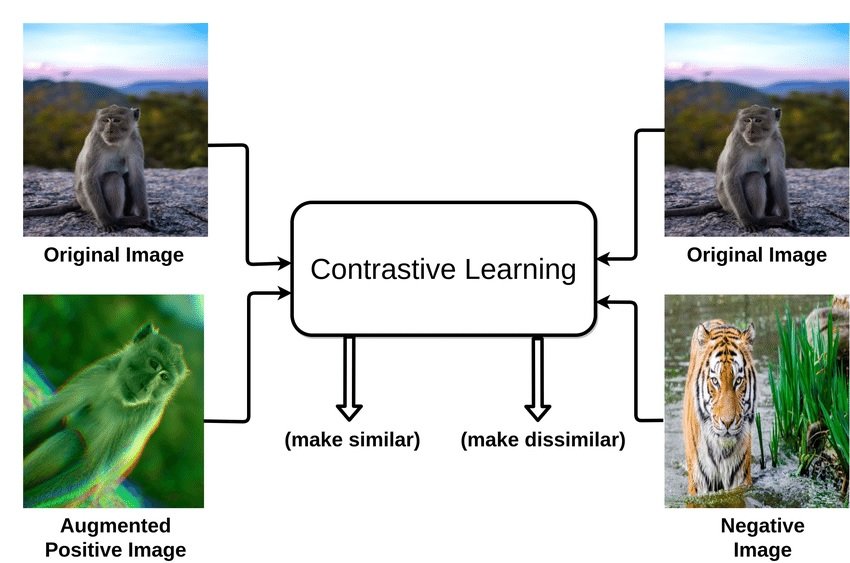 Original Image
Original Image
Contrastive Learning
(make similar)
(make dissimilar)
Augmented
Positive Image
Negative
Image